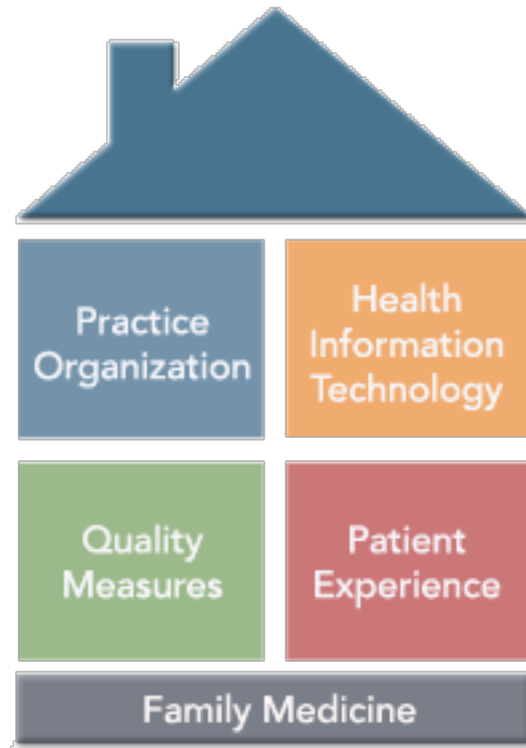 Practice
Organization
Health
Information
Technology
Quality
Measures
Patient
Experience
Family Medicine